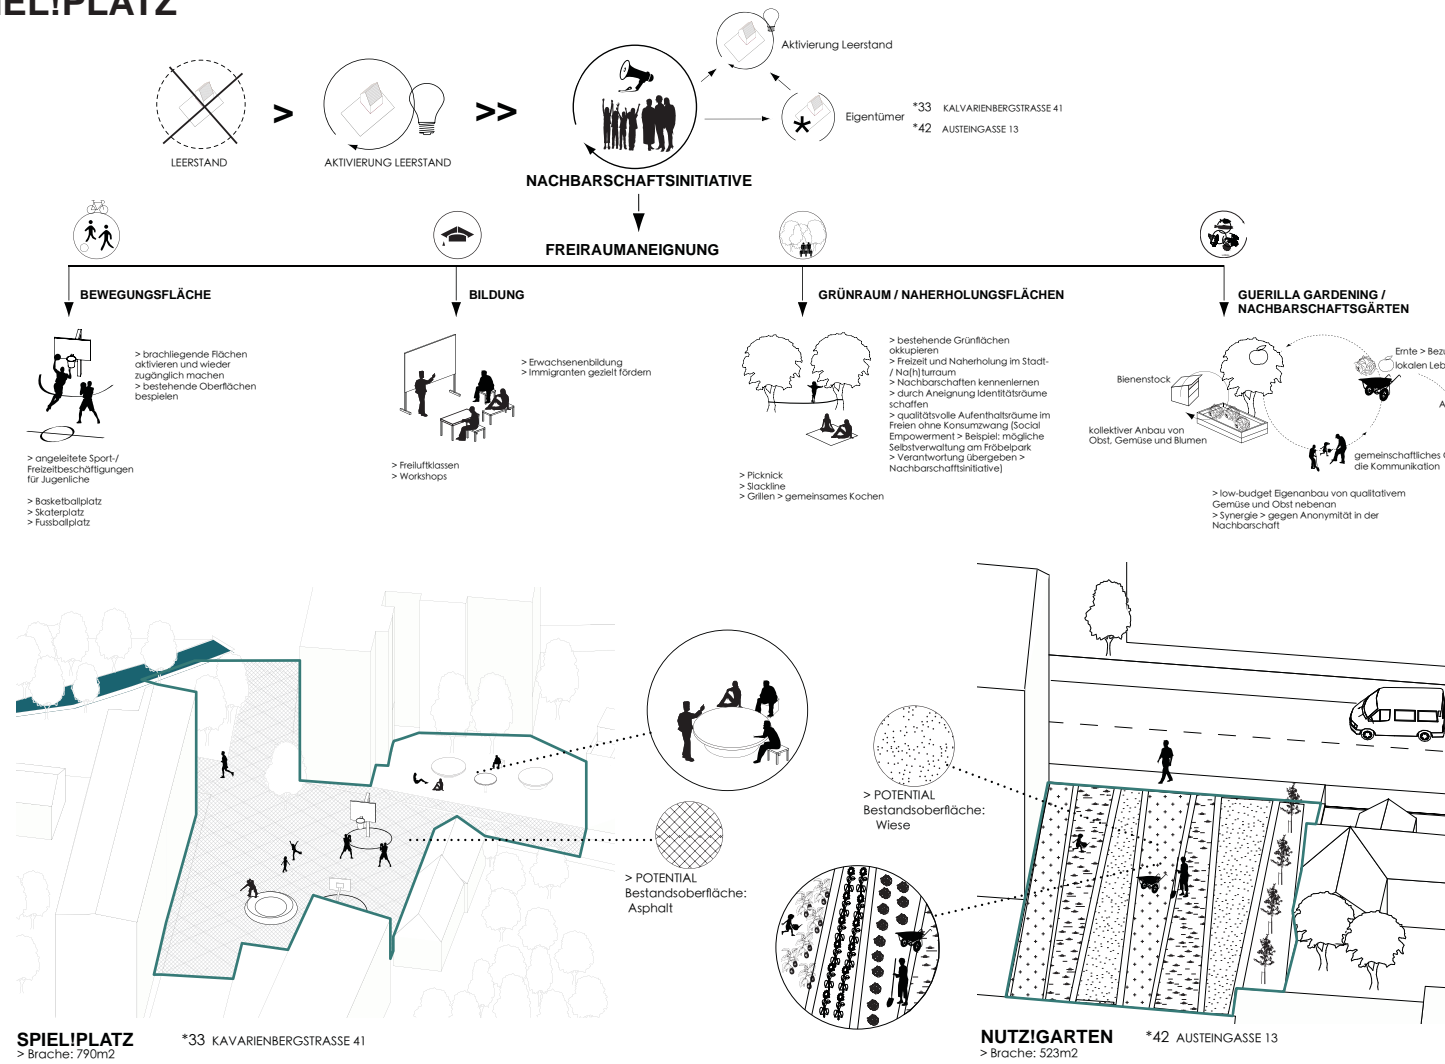 SPIEL!PLATZ
Aktivierung Leerstand
Eigentümer
*33 KALVARIENBERGSTRASSE 41
*42 AUSTEINGASSE 13
>
>>
LEERSTAND
AKTIVIERUNG LEERSTAND
*
NACHBARSCHAFTSINITIATIVE
FREIRAUMANEIGNUNG
BEWEGUNGSFLÄCHE
> brachliegende Flächen
aktivieren und wieder
zugänglich machen
> bestehende Oberflächen
bespielen
> angeleitete Sport-/
Freizeitbeschäftigungen
für Jugenliche
> Basketballplatz
> Skaterplatz
> Fussballplatz
BILDUNG
> Erwachsenenbildung
> Immigranten gezielt fördern
> Freiluftklassen
> Workshops
GRÜNRAUM / NAHERHOLUNGSFLÄCHEN
> bestehende Grünflächen
okkupieren
> Freizeit und Naherholung im Stadt-
/ Na(h)turraum
> Nachbarschaften kennenlernen
> durch Aneignung Identitätsräume
schaffen
> qualitätsvolle Aufenthaltsräume im
Freien ohne Konsumzwang (Social
Empowerment > Beispiel: mögliche
Selbstverwaltung am Fröbelpark
> Verantwortung übergeben >
Nachbarschafftsinitiative)
> Picknick
> Slackline
> Grillen > gemeinsames Kochen
GUERILLA GARDENING /
NACHBARSCHAFTSGÄRTEN
Ernte > Bezu
lokalen Leb
A
Bienenstock
kollektiver Anbau von
Obst, Gemüse und Blumen
gemeinschaftliches G
die Kommunikation
> low-budget Eigenanbau von qualitativem
Gemüse und Obst nebenan
> Synergie > gegen Anonymität in der
Nachbarschaft
> POTENTIAL
Bestandsoberfläche:
Asphalt
> POTENTIAL
Bestandsoberfläche:
Wiese
SPIEL!PLATZ *33 KAVARIENBERGSTRASSE 41
> Brache: 790m2
NUTZ!GARTEN *42 AUSTEINGASSE 13
> Brache: 523m2